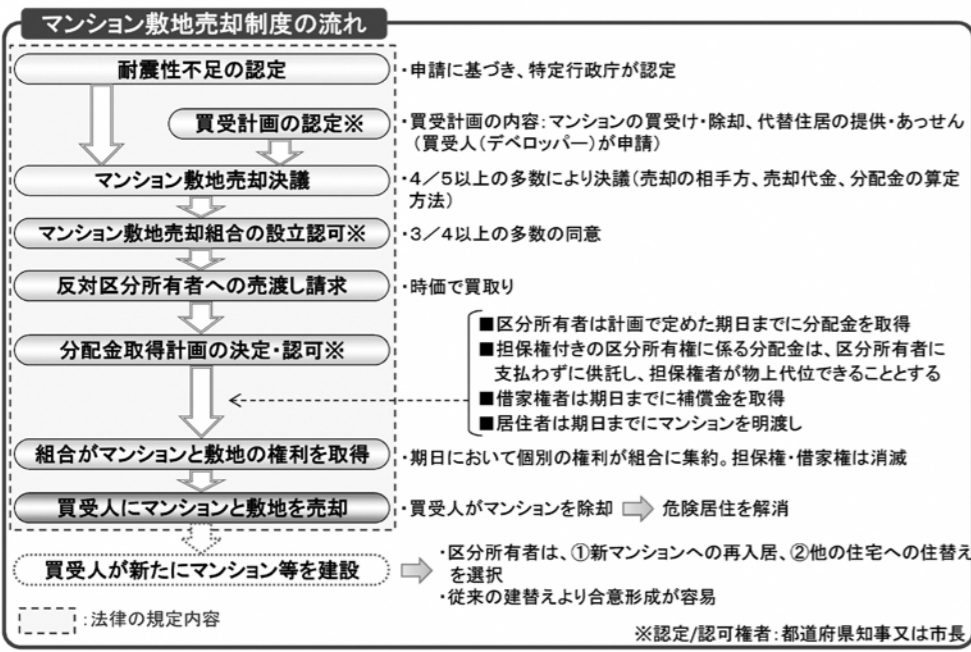 マンション敷地売却制度の流れ
耐震性不足の認定
・申請に基づき、特定行政庁が認定
買受計画の認定※
・買受計画の内容：マンションの買受け・除却、代替住居の提供・あっせん
（買受人（デベロッパー）が申請）
マンション敷地売却決議
・4／5以上の多数により決議（売却の相手方、売却代金、分配金の算定
方法）
マンション敷地売却組合の設立認可※
・3／4以上の多数の同意
反対区分所有者への売渡し請求
・時価で買取り
分配金取得計画の決定・認可※
■区分所有者は計画で定めた期日までに分配金を取得
■担保権付きの区分所有権に係る分配金は、区分所有者に
支払わずに供託し、担保権者が物上代位できることとする
■借家権者は期日までに補償金を取得
■居住者は期日までにマンションを明渡し
組合がマンションと敷地の権利を取得
・期日において個別の権利が組合に集約。担保権・借家権は消滅
買受人にマンションと敷地を売却
・買受人がマンションを除却 ⇨ 危険居住を解消
買受人が新たにマンション等を建設
・区分所有者は、①新マンションへの再入居、②他の住宅への住替え
を選択
・従来の建替えより合意形成が容易
：法律の規定内容
※認定/認可権者：都道府県知事又は市長